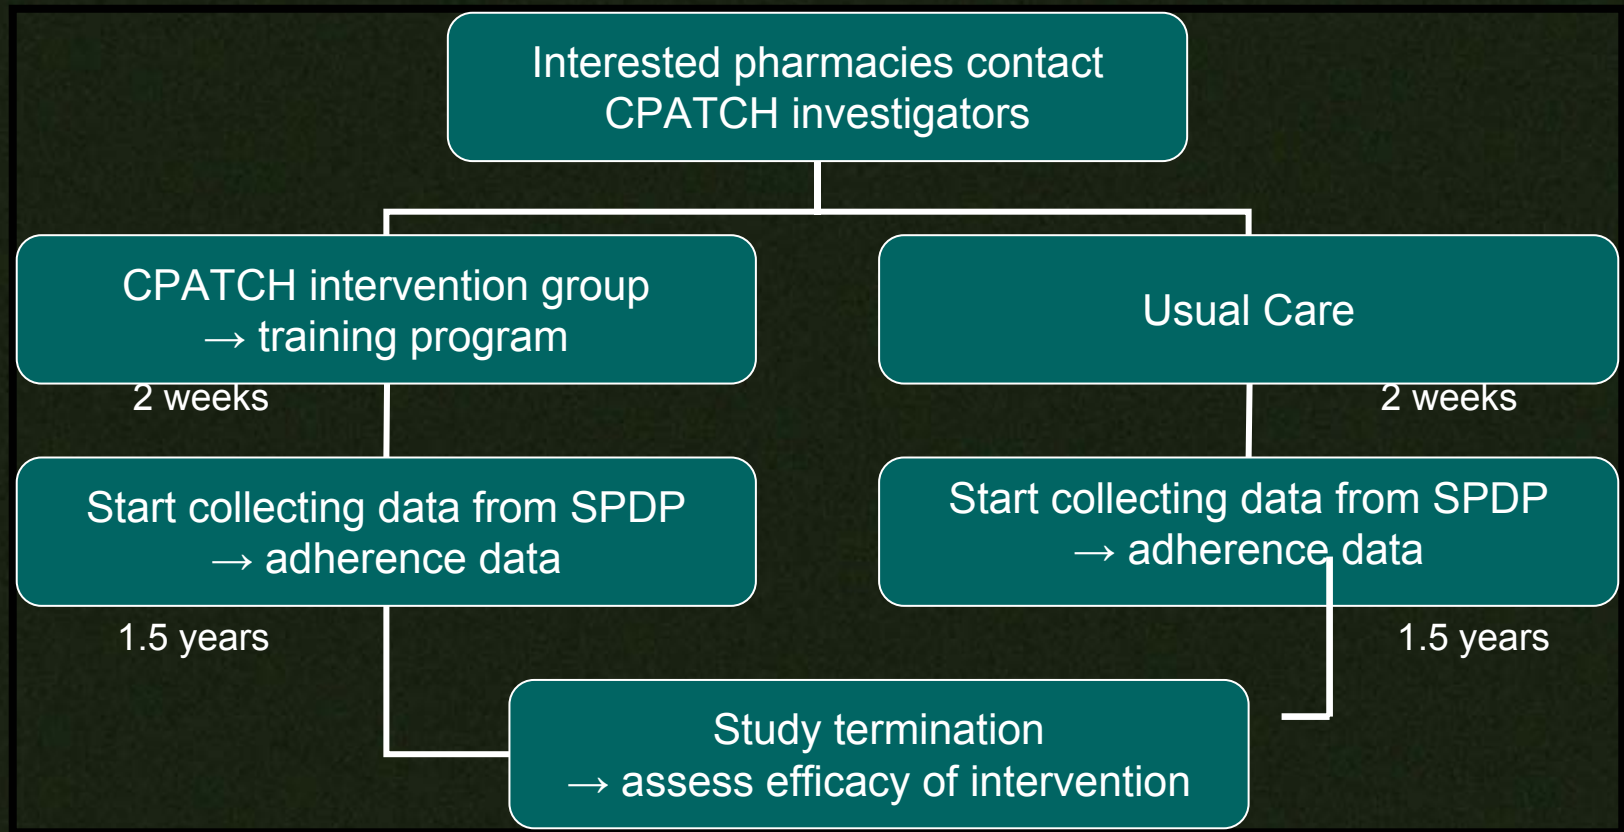 Interested pharmacies contact
CPATCH investigators
CPATCH intervention group
→ training program
Usual Care
2 weeks
2 weeks
Start collecting data from SPDP
→ adherence data
Start collecting data from SPDP
→ adherence data
1.5 years
1.5 years
Study termination
→ assess efficacy of intervention